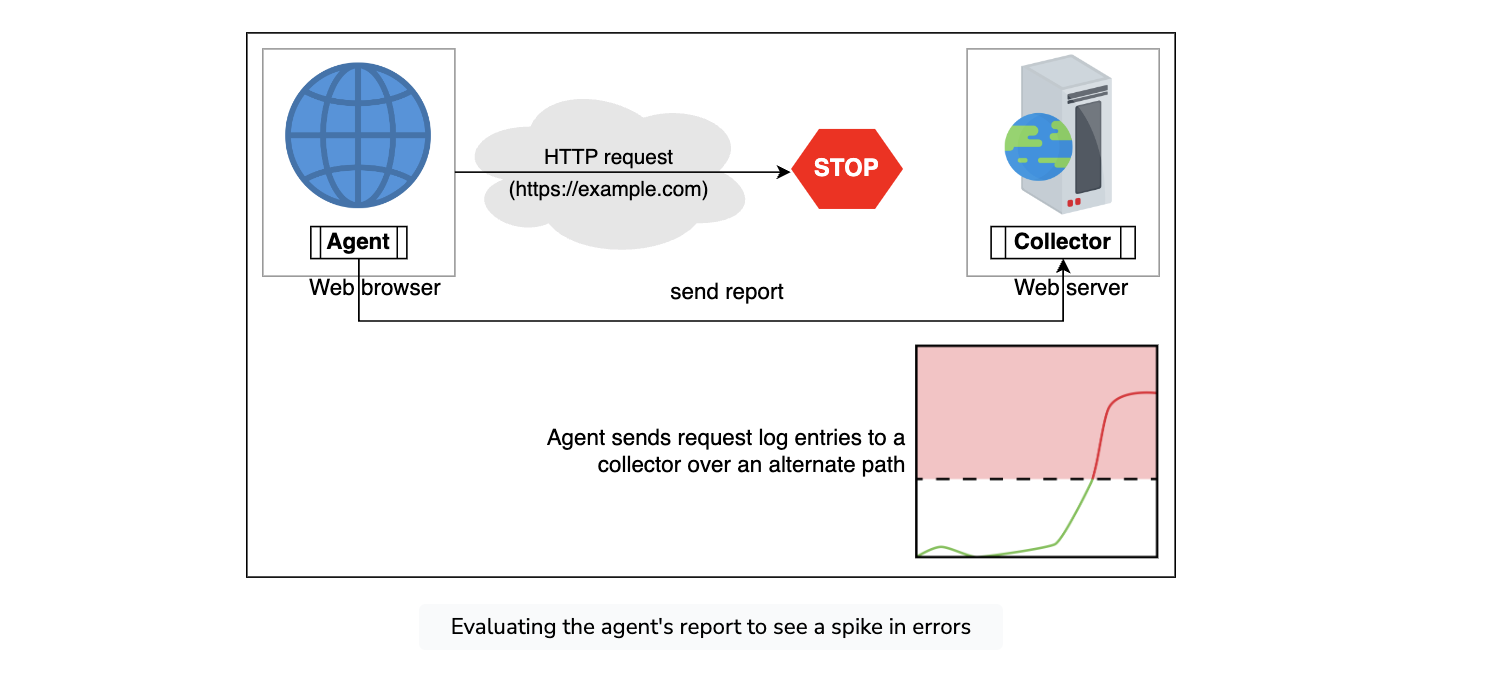 HTTP request
(https://example.com)
STOP
Agent
Collector
Web browser
Web server
send report
Agent sends request log entries to a
collector over an alternate path
Evaluating the agent's report to see a spike in errors